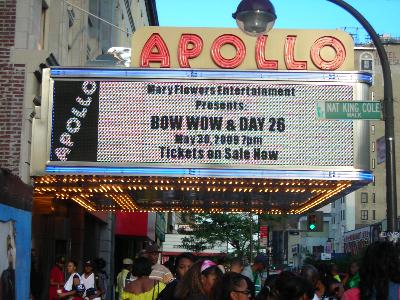 APOLLO
Mary Flowers Entertainment
Presents
BOW WOW & DAY 26
May 30, 2009 7pm
Tickets on Sale Now
APOLLO
NAT KING COLE
WALK